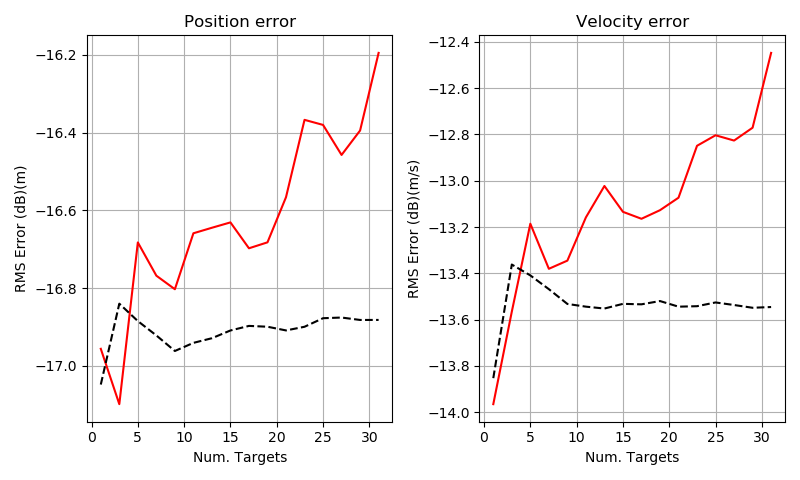 Position error
RMS Error (dB)(m)
−16.2
−16.4
−16.6
−16.8
−17.0
0 5 10 15 20 25 30
Num. Targets
Velocity error
RMS Error (dB)(m/s)
−12.4
−12.6
−12.8
−13.0
−13.2
−13.4
−13.6
−13.8
−14.0
0 5 10 15 20 25 30
Num. Targets